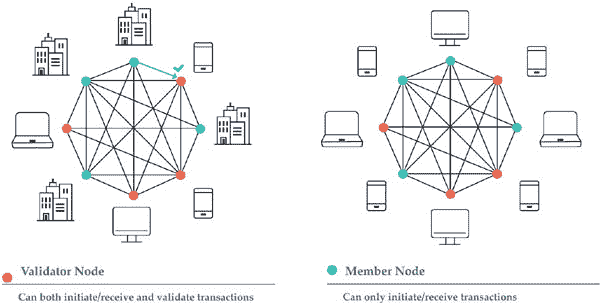 Validator Node
Can both initiate/receive and validate transactions
Member Node
Can only initiate/receive transactions